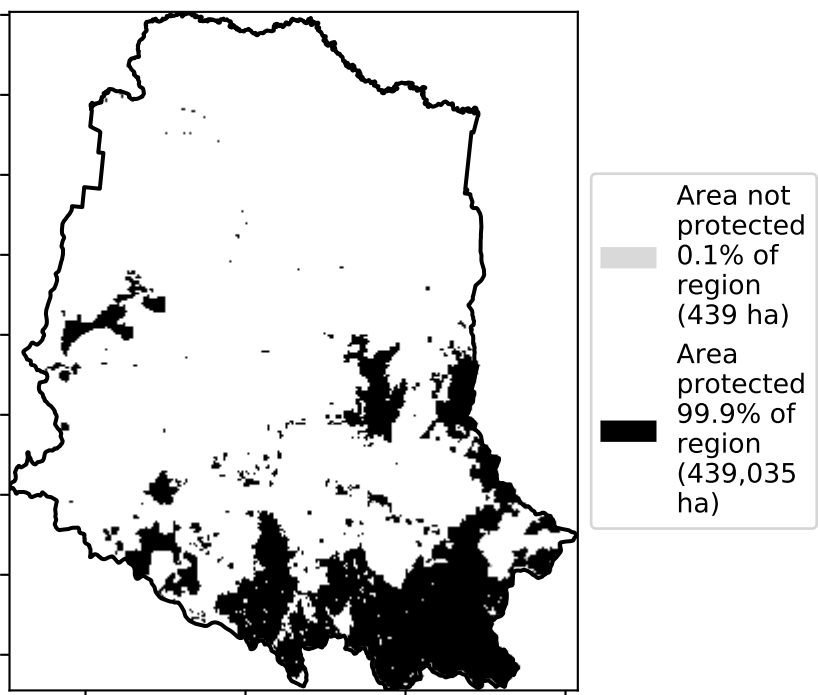 Area not
protected
0.1% of
region
(439 ha)
Area
protected
99.9% of
region
(439,035
ha)